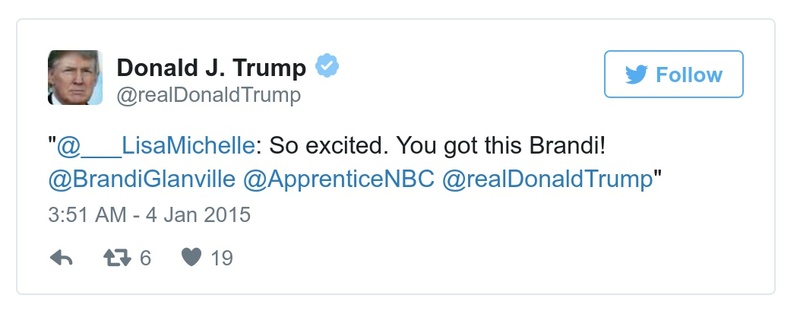 Donald J. Trump
@realDonaldTrump
Follow
"@___LisaMichelle: So excited. You got this Brandi!
@BrandiGlanville @ApprenticeNBC @realDonaldTrump"
3:51 AM - 4 Jan 2015
6 19